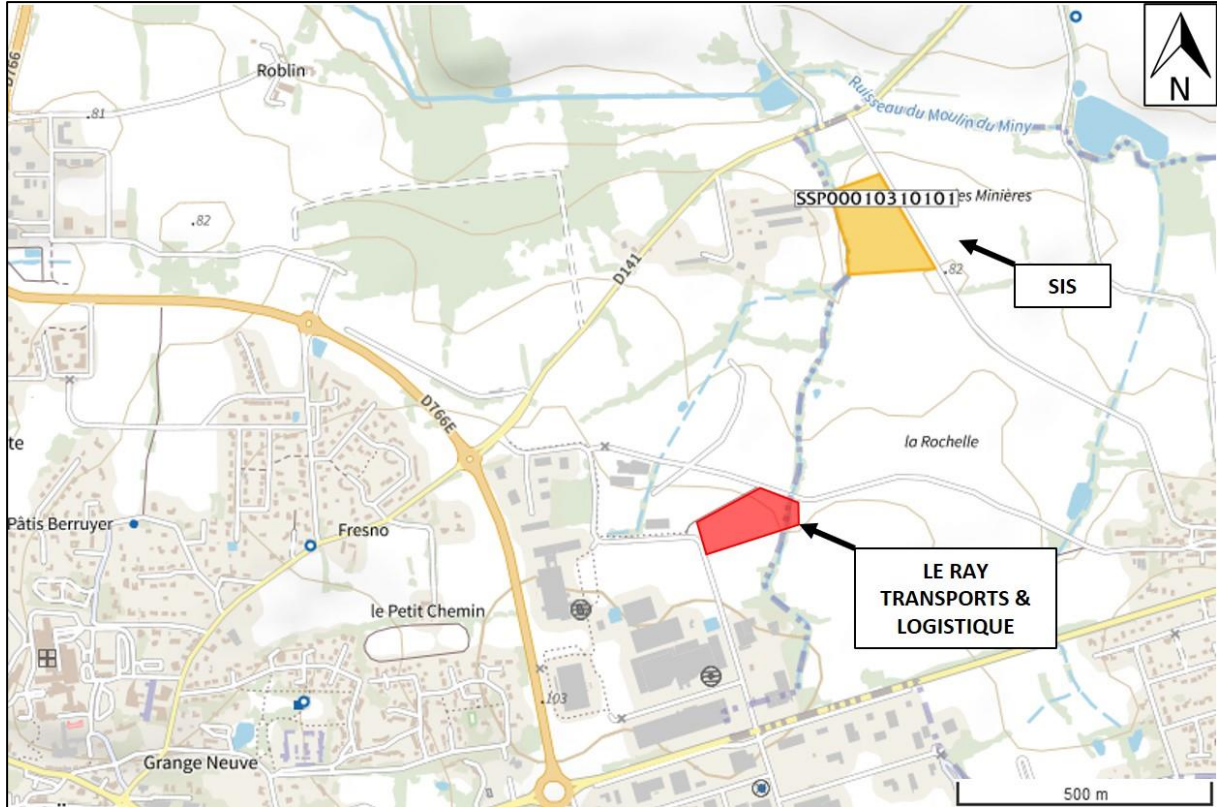 D766
Roblin
N
.81
Ruisseau du Moulin du Miny
SSP00010310101
es Minières
.82
D141
.82
SIS
D766E
la Rochelle
te
Pâtis Berruyer
Fresno
LE RAY
TRANSPORTS &
LOGISTIQUE
le Petit Chemin
.103
Grange Neuve
500 m